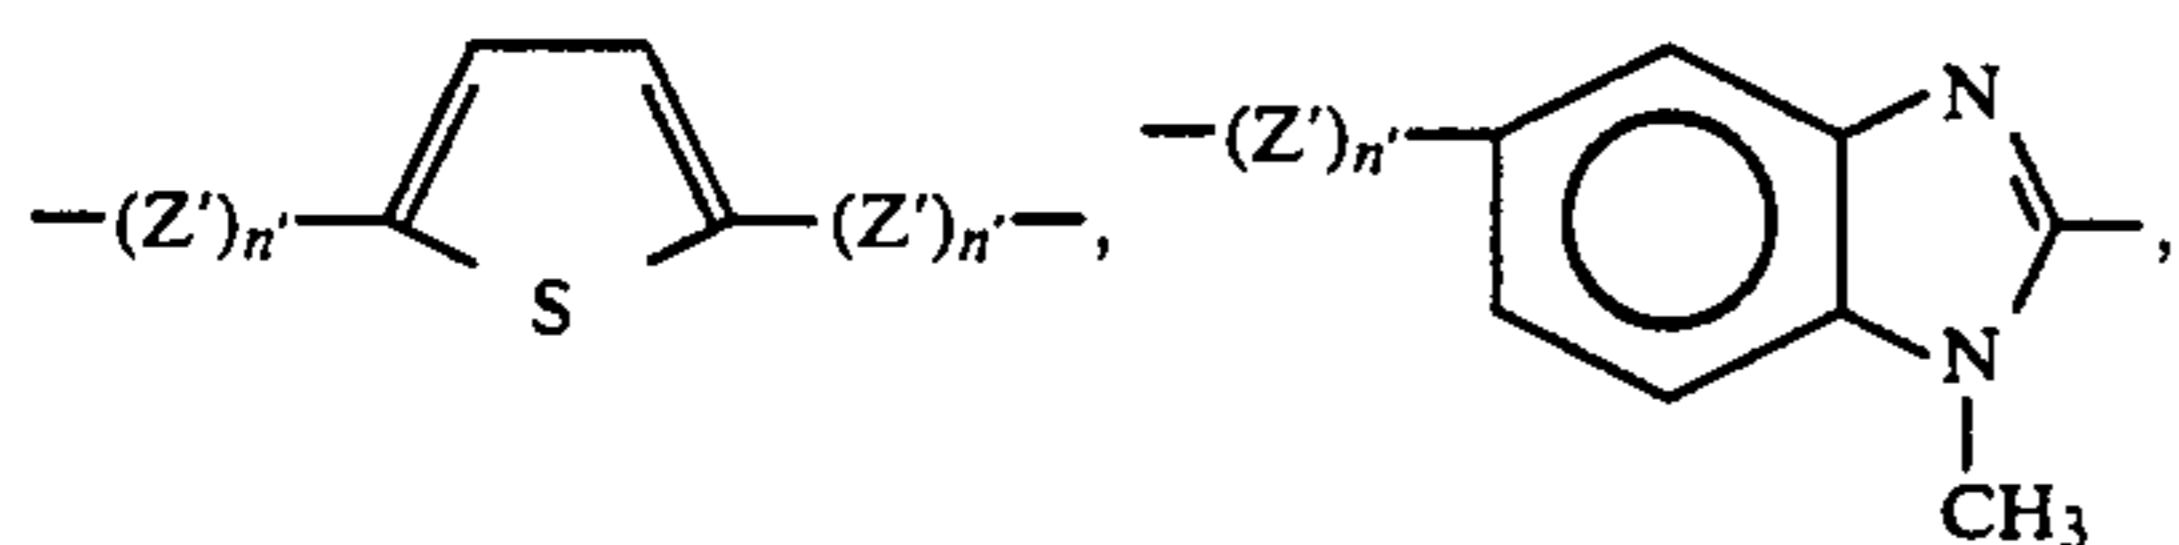 —(Z′)n′— S —(Z′)n′—, —(Z′)n′— N N CH3 ,